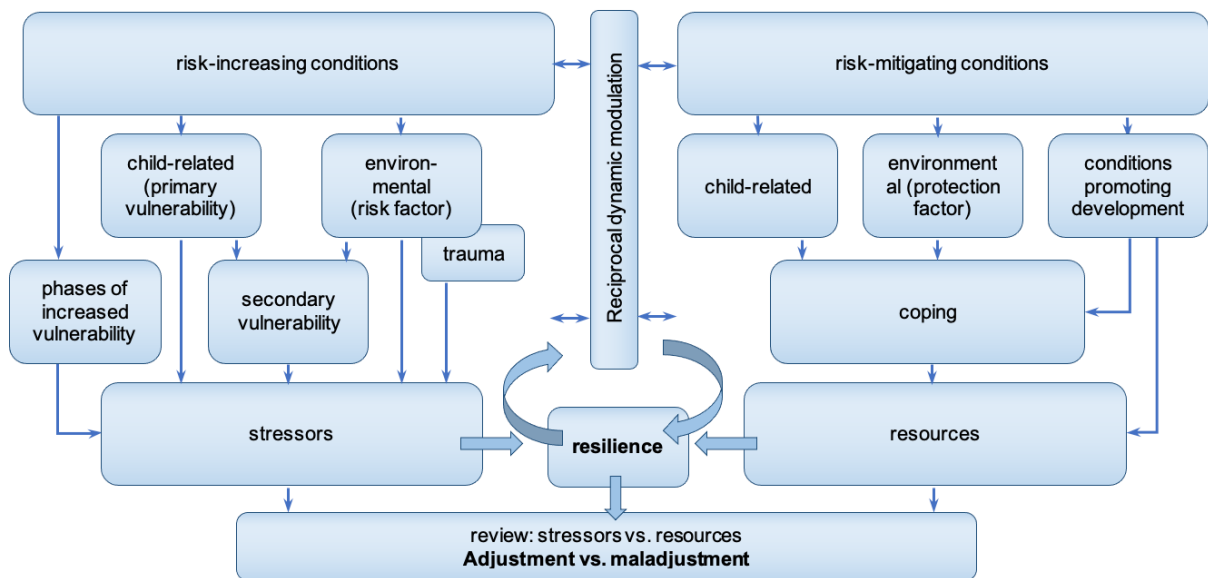 risk-increasing conditions
Reciprocal dynamic modulation
risk-mitigating conditions
child-related
(primary
vulnerability)
environ-
mental
(risk factor)
trauma
child-related
environment
al (protection
factor)
conditions
promoting
development
phases of
increased
vulnerability
secondary
vulnerability
coping
stressors
resilience
resources
review: stressors vs. resources
Adjustment vs. maladjustment